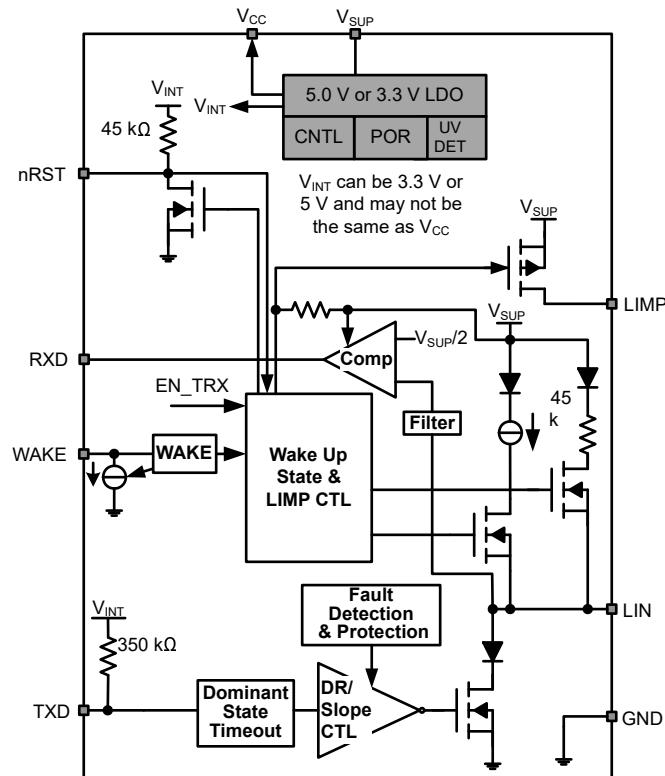 VCC
VSUP
VINT
45 kΩ
VINT
5.0 V or 3.3 V LDO
CNTL
POR
UV
DET
nRST
VINT can be 3.3 V or
5 V and may not be
the same as VCC
VSUP
LIMP
VSUP
RXD
Comp
VSUP/2
EN_TRX
Filter
45
k
WAKE
WAKE
Wake Up
State &
LIMP CTL
VINT
350 kΩ
Fault
Detection
& Protection
LIN
TXD
Dominant
State
Timeout
DR/
Slope
CTL
GND